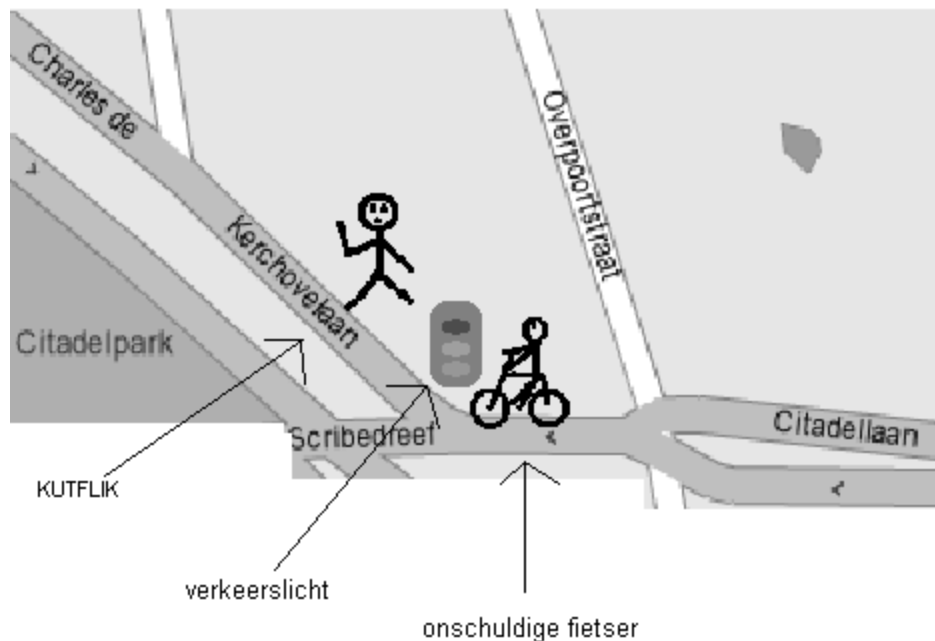 Charles de
Kerchovelaan
Overpoortstraat
Citadelpark
Scribedreef
Citadellaan
KUTFLIK
verkeerslicht
onschuldige fietser